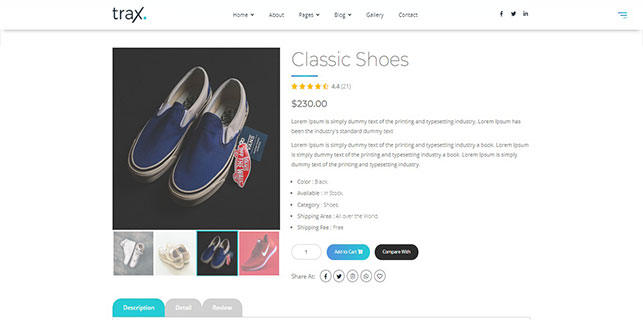 trax.
Home About Pages Blog Gallery Contact
Classic Shoes
4.4 (21)
$230.00
Lorem Ipsum is simply dummy text of the printing and typesetting industry. Lorem Ipsum has
been the industry's standard dummy text
Lorem Ipsum is simply dummy text of the printing and typesetting industry a book. Lorem Ipsum
is simply dummy text of the printing and typesetting industry a book. Lorem Ipsum is simply
dummy text of the printing and typesetting industry.
Color : Black
Available : In Stock
Category : Shoes
Shipping Area : All over the World
Shipping Fee : Free
1 Add to Cart Compare With
Share At:
Description Detail Review